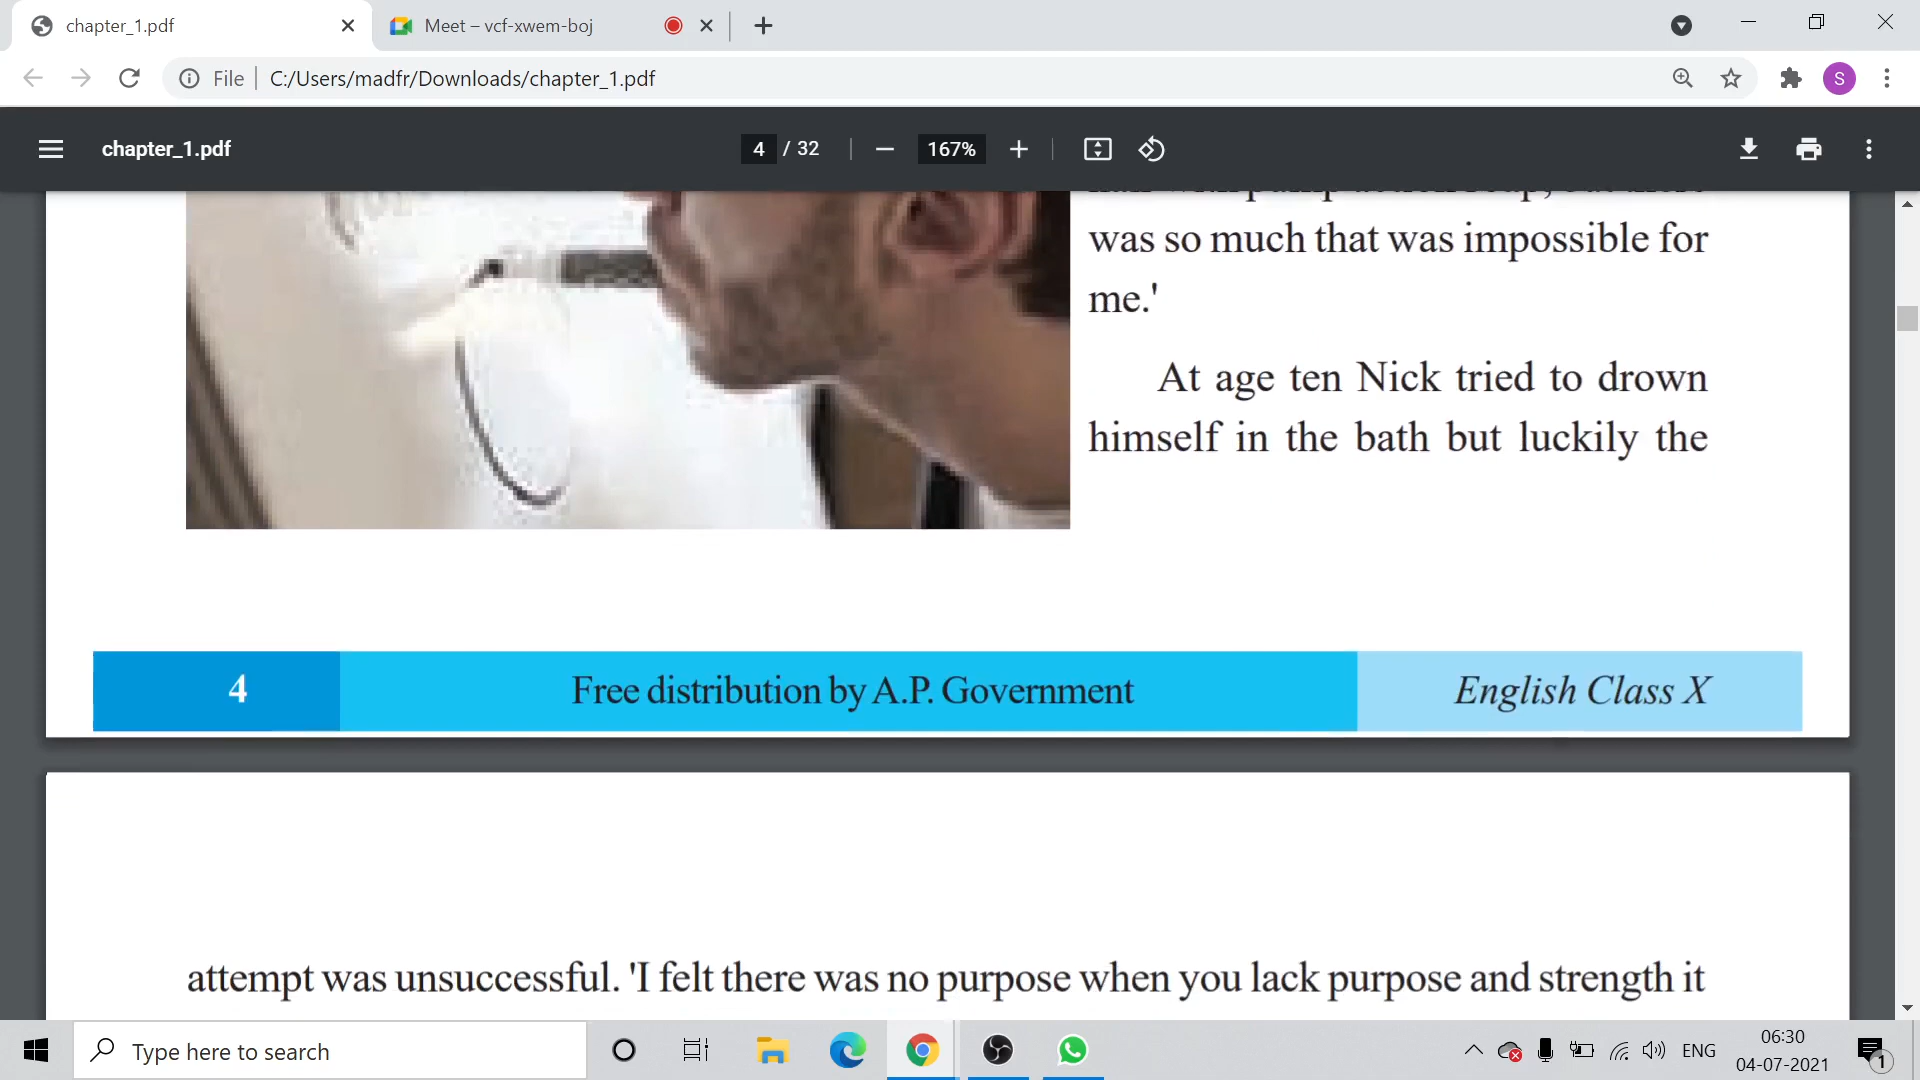 chapter_1.pdf
Meet – vcf-xwem-boj
File
C:/Users/madfr/Downloads/chapter_1.pdf
S
chapter_1.pdf
4 / 32
167%
was so much that was impossible for
me.'
At age ten Nick tried to drown
himself in the bath but luckily the
4
Free distribution by A.P. Government
English Class X
attempt was unsuccessful. 'I felt there was no purpose when you lack purpose and strength it
Type here to search
ENG
06:30
04-07-2021
1